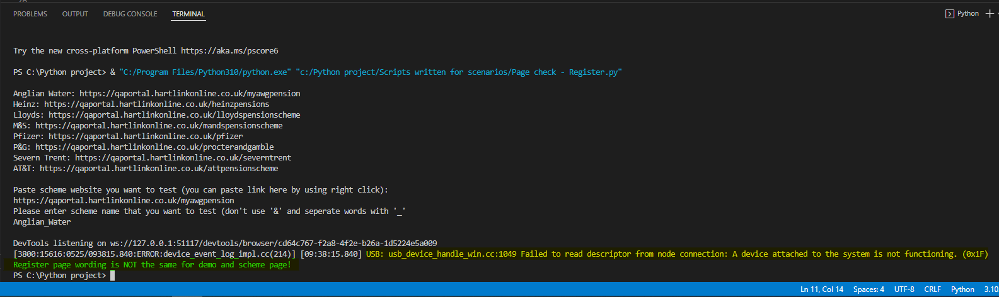 PROBLEMS OUTPUT DEBUG CONSOLE TERMINAL Python
Try the new cross-platform PowerShell https://aka.ms/pscore6
PS C:\Python project> & "C:/Program Files/Python310/python.exe" "c:/Python project/Scripts written for scenarios/Page check - Register.py"
Anglian Water: https://qaportal.hartlinkonline.co.uk/myawgpension
Heinz: https://qaportal.hartlinkonline.co.uk/heinzpensions
Lloyds: https://qaportal.hartlinkonline.co.uk/lloydspensionscheme
M&S: https://qaportal.hartlinkonline.co.uk/mandspensionscheme
Pfizer: https://qaportal.hartlinkonline.co.uk/pfizer
P&G: https://qaportal.hartlinkonline.co.uk/procterandgamble
Severn Trent: https://qaportal.hartlinkonline.co.uk/severntrent
AT&T: https://qaportal.hartlinkonline.co.uk/attpensionscheme
Paste scheme website you want to test (you can paste link here by using right click):
https://qaportal.hartlinkonline.co.uk/myawgpension
Please enter scheme name that you want to test (don't use '&' and seperate words with '_'
Anglian_Water
DevTools listening on ws://127.0.0.1:51117/devtools/browser/cd64c767-f2a8-4f2e-b26a-1d5224e5a009
[3800:15616:0525/093815.840:ERROR:device_event_log_impl.cc(214)] [09:38:15.840] USB: usb_device_handle_win.cc:1049 Failed to read descriptor from node connection: A device attached to the system is not functioning. (0x1F)
Register page wording is NOT the same for demo and scheme page!
PS C:\Python project>
Ln 11, Col 14 Spaces: 4 UTF-8 CRLF Python 3.10